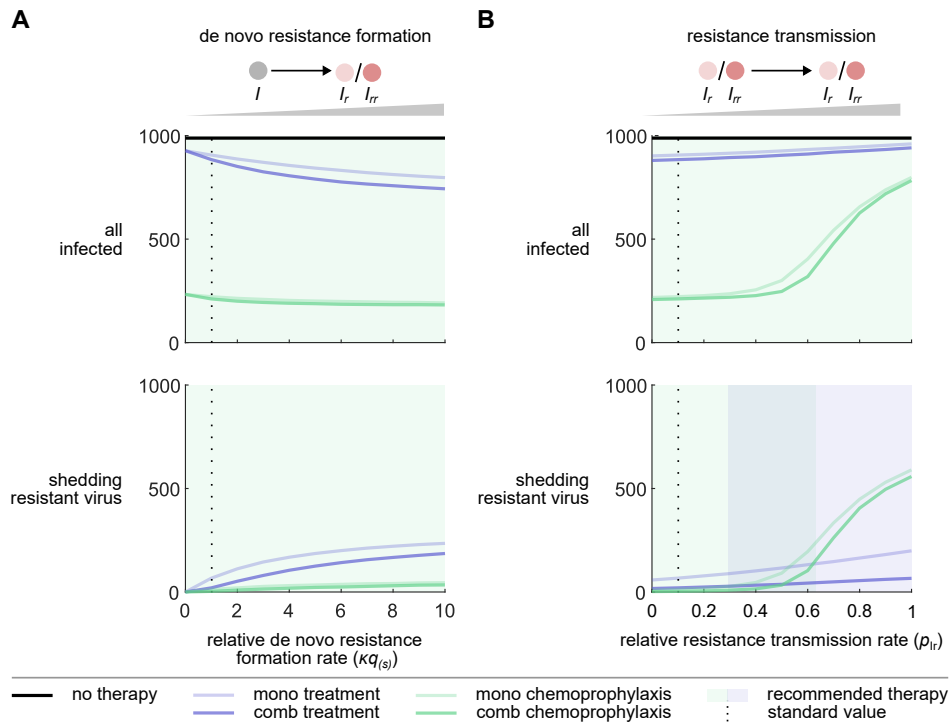 A
B
de novo resistance formation
resistance transmission
/
I
I_r
I_rr
/
/
I_r
I_rr
I_r
I_rr
1000
500
0
all
infected
1000
500
0
1000
500
0
shedding
resistant virus
0 2 4 6 8 10
relative de novo resistance
formation rate (κq_(s))
1000
500
0
0 0.2 0.4 0.6 0.8 1
relative resistance transmission rate (p_Ir)
no therapy
mono treatment
comb treatment
mono chemoprophylaxis
comb chemoprophylaxis
recommended therapy
standard value